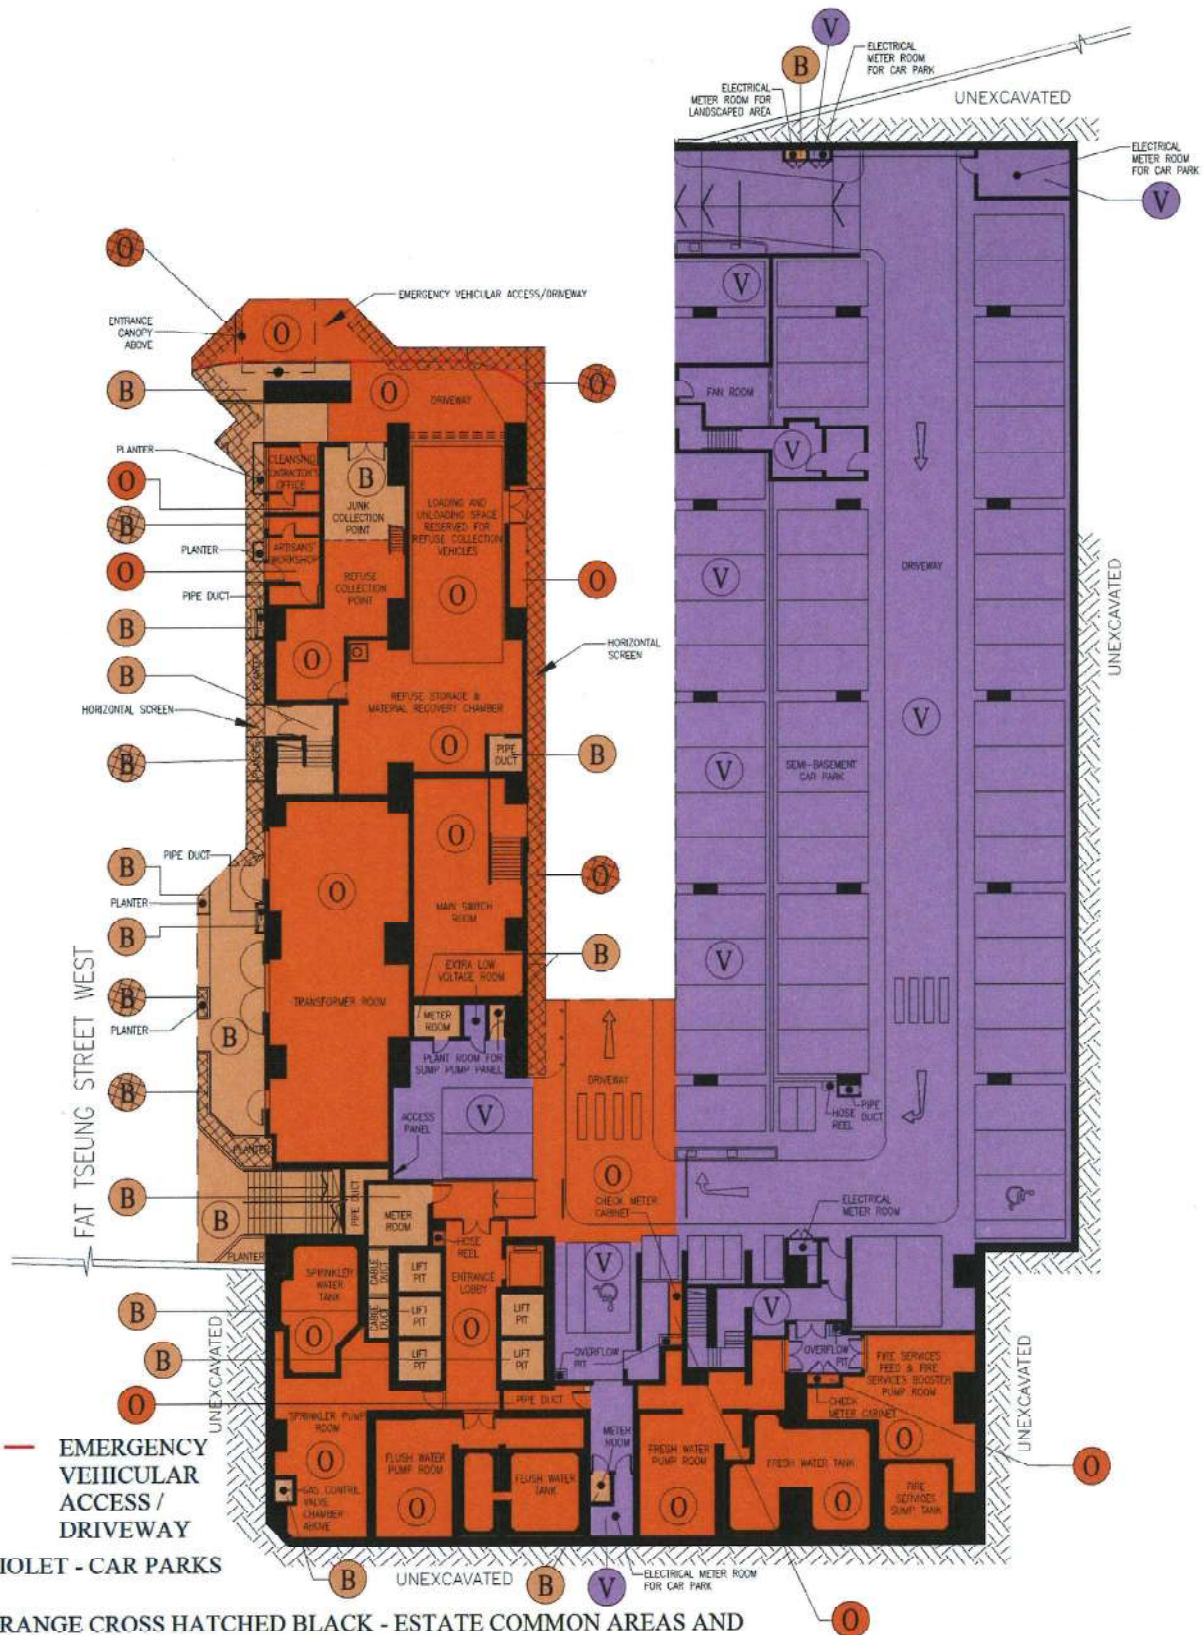 V
ELECTRICAL
METER ROOM
FOR CAR PARK
B
ELECTRICAL
METER ROOM FOR
LANDSCAPED AREA
UNEXCAVATED
ELECTRICAL
METER ROOM
FOR CAR PARK
V
O
EMERGENCY VEHICULAR ACCESS/DRIVEWAY
ENTRANCE
CANOPY
ABOVE
O
V
B
O
DRIVEWAY
O
FAN ROOM
PLANTER
CLEANSING
CONTRACTOR'S
OFFICE
B
JUNK
COLLECTION
POINT
V
O
LOADING AND
UNLOADING SPACE
RESERVED FOR
REFUSE COLLECTION
VEHICLES
B
PLANTER
ARTISANS'
WORKSHOP
O
REFUSE
COLLECTION
POINT
O
O
V
DRIVEWAY
UNEXCAVATED
PIPE DUCT
B
HORIZONTAL
SCREEN
O
PLANTER
B
REFUSE STORAGE &
MATERIAL RECOVERY CHAMBER
HORIZONTAL SCREEN
V
O
PIPE
DUCT
B
B
PLANTER
V
SEMI-BASEMENT
CAR PARK
O
PIPE DUCT
B
O
O
PLANTER
MAIN SWITCH
ROOM
B
B
V
EXTRA LOW
VOLTAGE ROOM
TRANSFORMER ROOM
B
PLANTER
METER
ROOM
B
PLANT ROOM FOR
SUMP PUMP PANEL
FAT TSEUNG STREET WEST
DRIVEWAY
B
ACCESS
PANEL
V
HOSE
REEL
PIPE
DUCT
PLANTER
O
B
B
PIPE DUCT
METER
ROOM
CHECK METER
CABINET
ELECTRICAL
METER ROOM
PLANTER
HOSE
REEL
SPRINKLER
WATER
TANK
CABLE
DUCT
LIFT
PIT
ENTRANCE
LOBBY
V
B
CABLE
DUCT
LIFT
PIT
LIFT
PIT
V
O
O
UNEXCAVATED
B
LIFT
PIT
LIFT
PIT
OVERFLOW
PIT
OVERFLOW
PIT
FIRE SERVICES
FEED & FIRE
SERVICES BOOSTER
PUMP ROOM
UNEXCAVATED
O
PIPE DUCT
CHECK
METER CABINET
SPRINKLER PUMP
ROOM
METER
ROOM
O
EMERGENCY
VEHICULAR
ACCESS /
DRIVEWAY
O
FLUSH WATER
PUMP ROOM
FLUSH WATER
TANK
FRESH WATER
PUMP ROOM
FRESH WATER TANK
O
GAS CONTROL
VALVE
CHAMBER
ABOVE
O
O
O
FIRE
SERVICES
SUMP TANK
IOLET - CAR PARKS
B
UNEXCAVATED
B
V
ELECTRICAL METER ROOM
FOR CAR PARK
RANGE CROSS HATCHED BLACK - ESTATE COMMON AREAS AND
O